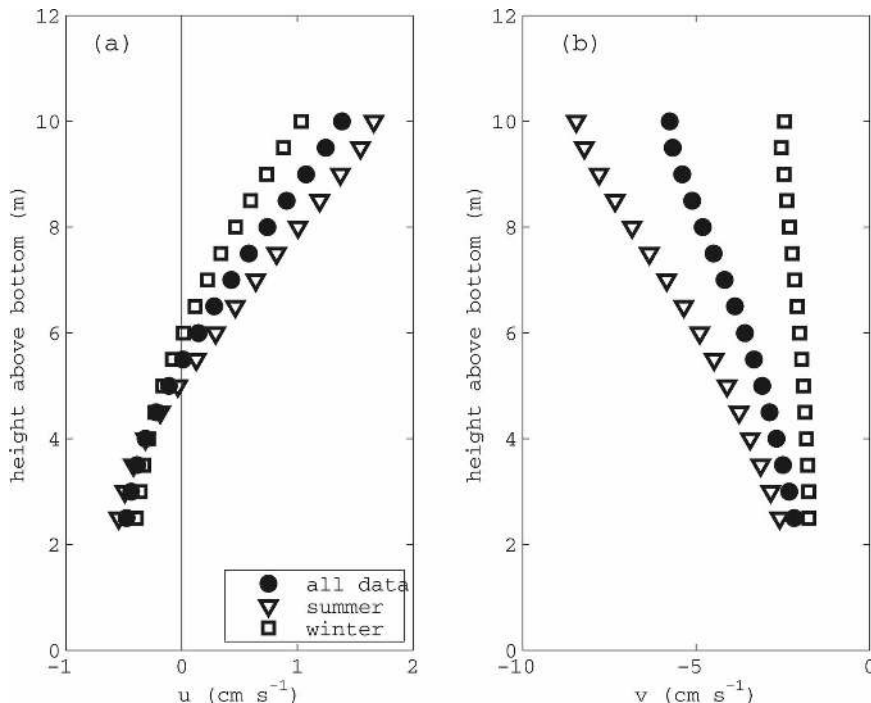 (a)
(b)
height above bottom (m)
12
10
8
6
4
2
0
-1
0
1
2
u (cm s⁻¹)
all data
summer
winter
height above bottom (m)
12
10
8
6
4
2
0
-10
-5
0
v (cm s⁻¹)